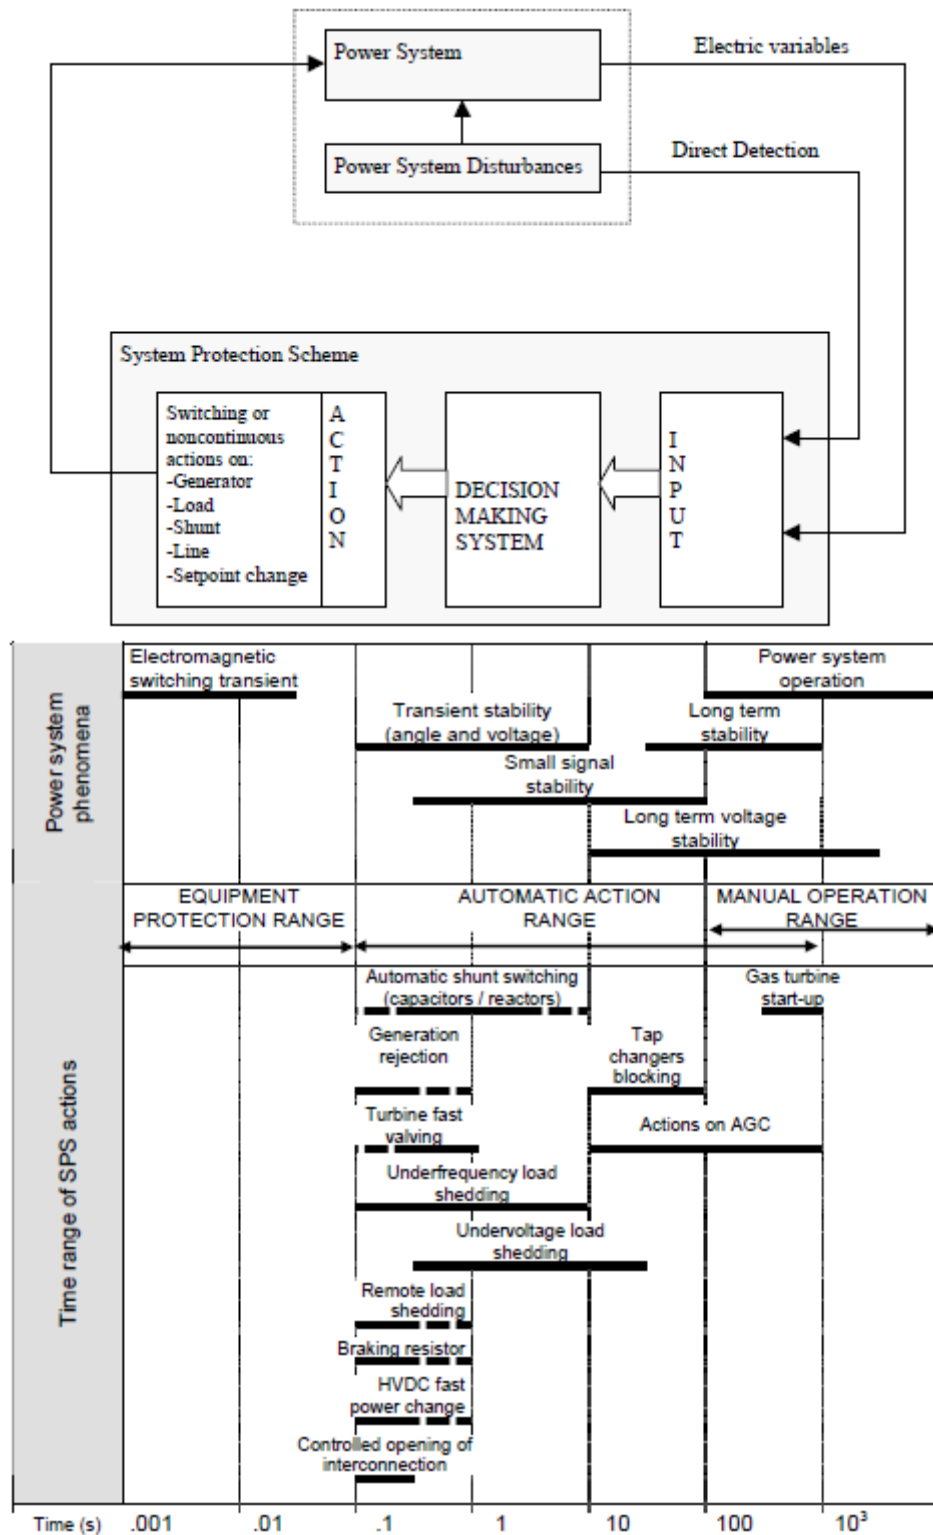 Power System
Electric variables
Power System Disturbances
Direct Detection
System Protection Scheme
Switching or
noncontinuous
actions on:
-Generator
-Load
-Shunt
-Line
-Setpoint change
ACTION
DECISION
MAKING
SYSTEM
INPUT
Power system
phenomena
Electromagnetic
switching transient
Power system
operation
Transient stability
(angle and voltage)
Long term
stability
Small signal
stability
Long term voltage
stability
EQUIPMENT
PROTECTION RANGE
AUTOMATIC ACTION
RANGE
MANUAL OPERATION
RANGE
Time range of SPS actions
Automatic shunt switching
(capacitors / reactors)
Gas turbine
start-up
Generation
rejection
Tap
changers
blocking
Turbine fast
valving
Actions on AGC
Underfrequency load
shedding
Undervoltage load
shedding
Remote load
shedding
Braking resistor
HVDC fast
power change
Controlled opening of
interconnection
Time (s) .001 .01 .1 1 10 100 10³